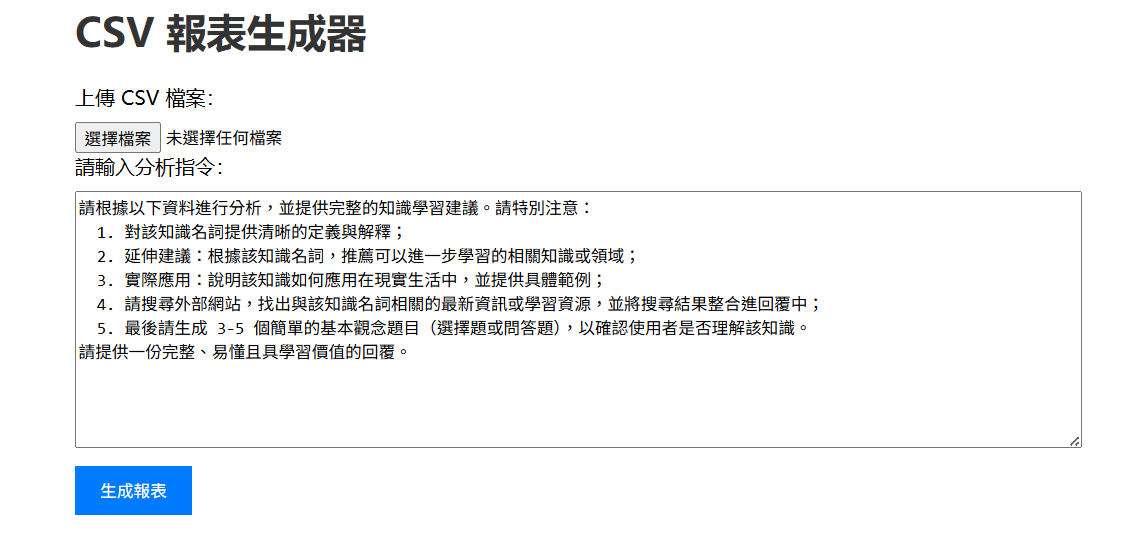 CSV 報表生成器
上傳 CSV 檔案:
選擇檔案 未選擇任何檔案
請輸入分析指令:
請根據以下資料進行分析，並提供完整的知識學習建議。請特別注意：
1. 對該知識名詞提供清晰的定義與解釋；
2. 延伸建議：根據該知識名詞，推薦可以進一步學習的相關知識或領域；
3. 實際應用：說明該知識如何應用在現實生活中，並提供具體範例；
4. 請搜尋外部網站，找出與該知識名詞相關的最新資訊或學習資源，並將搜尋結果整合進回覆中；
5. 最後請生成 3-5 個簡單的基本觀念題目（選擇題或問答題），以確認使用者是否理解該知識。
請提供一份完整、易懂且具學習價值的回覆。
生成報表